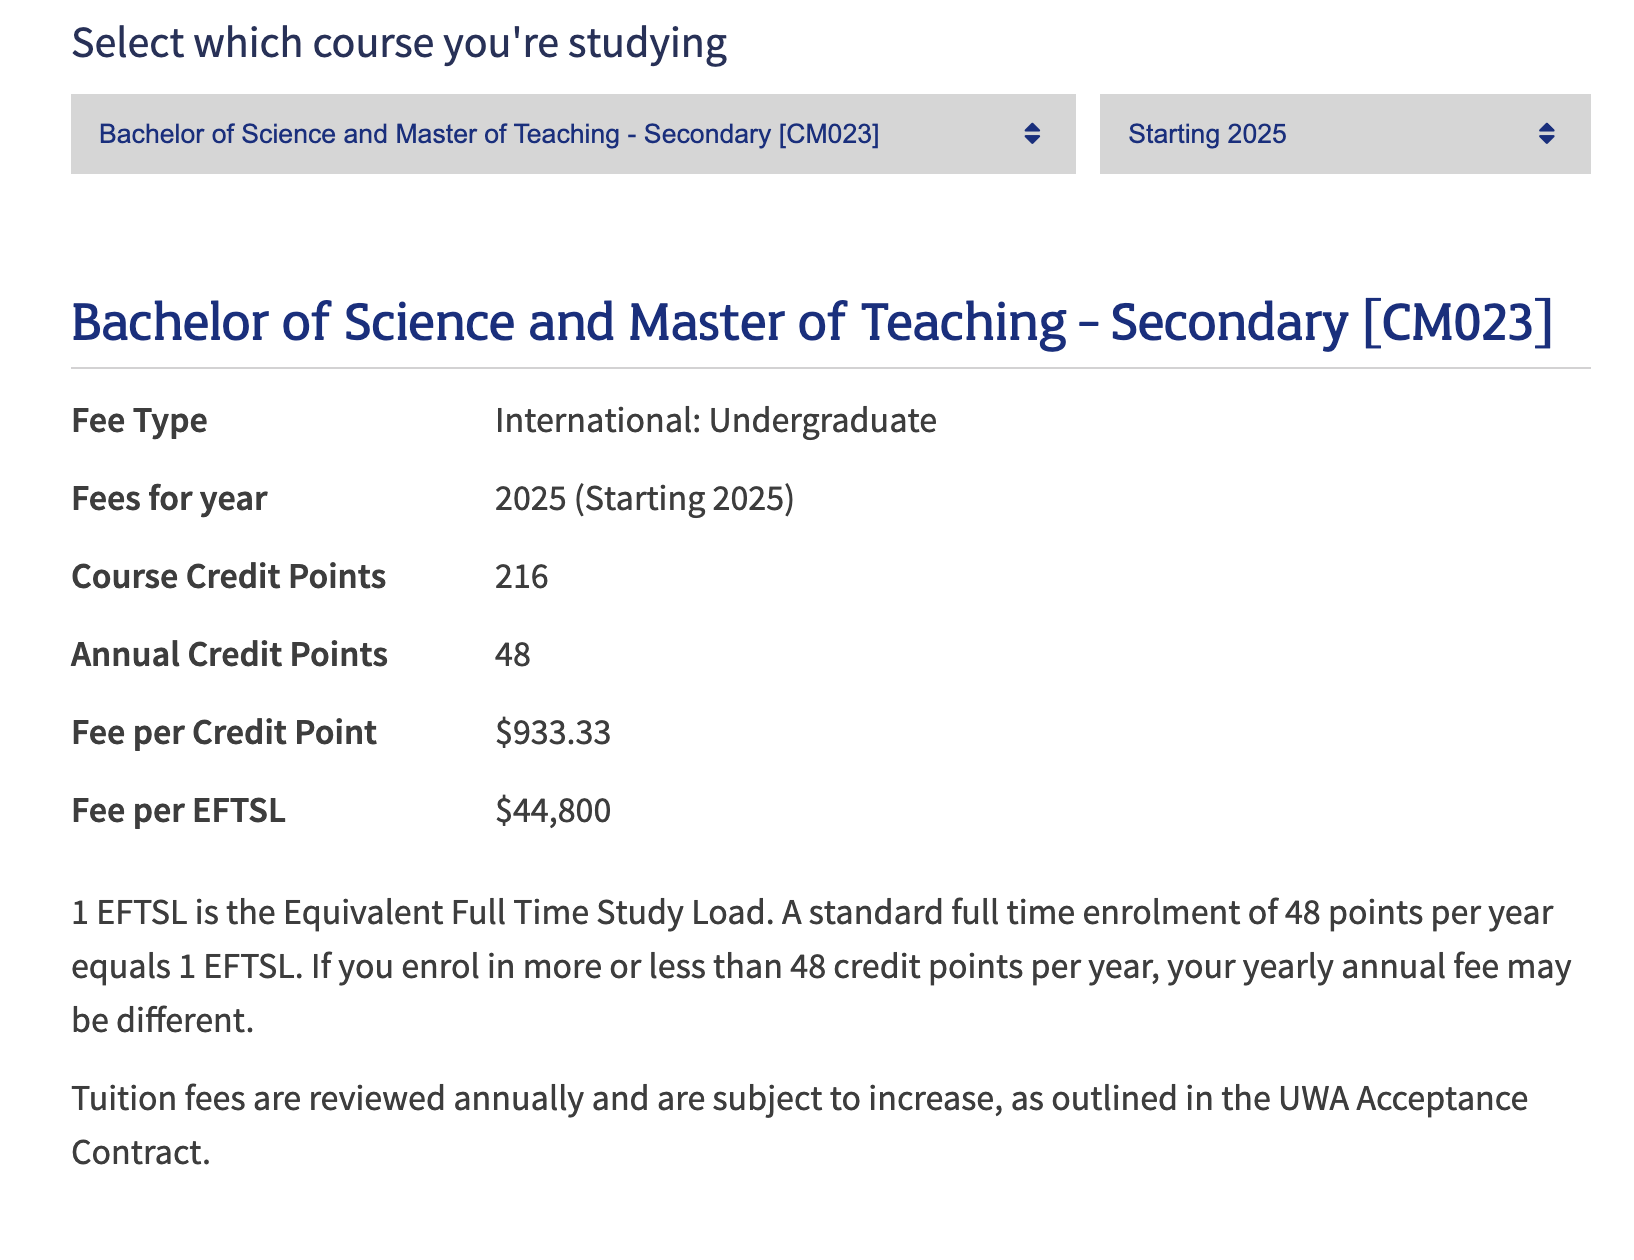 Select which course you're studying
Bachelor of Science and Master of Teaching - Secondary [CM023]
Starting 2025
Bachelor of Science and Master of Teaching – Secondary [CM023]
Fee Type International: Undergraduate
Fees for year 2025 (Starting 2025)
Course Credit Points 216
Annual Credit Points 48
Fee per Credit Point $933.33
Fee per EFTSL $44,800
1 EFTSL is the Equivalent Full Time Study Load. A standard full time enrolment of 48 points per year
equals 1 EFTSL. If you enrol in more or less than 48 credit points per year, your yearly annual fee may
be different.
Tuition fees are reviewed annually and are subject to increase, as outlined in the UWA Acceptance
Contract.